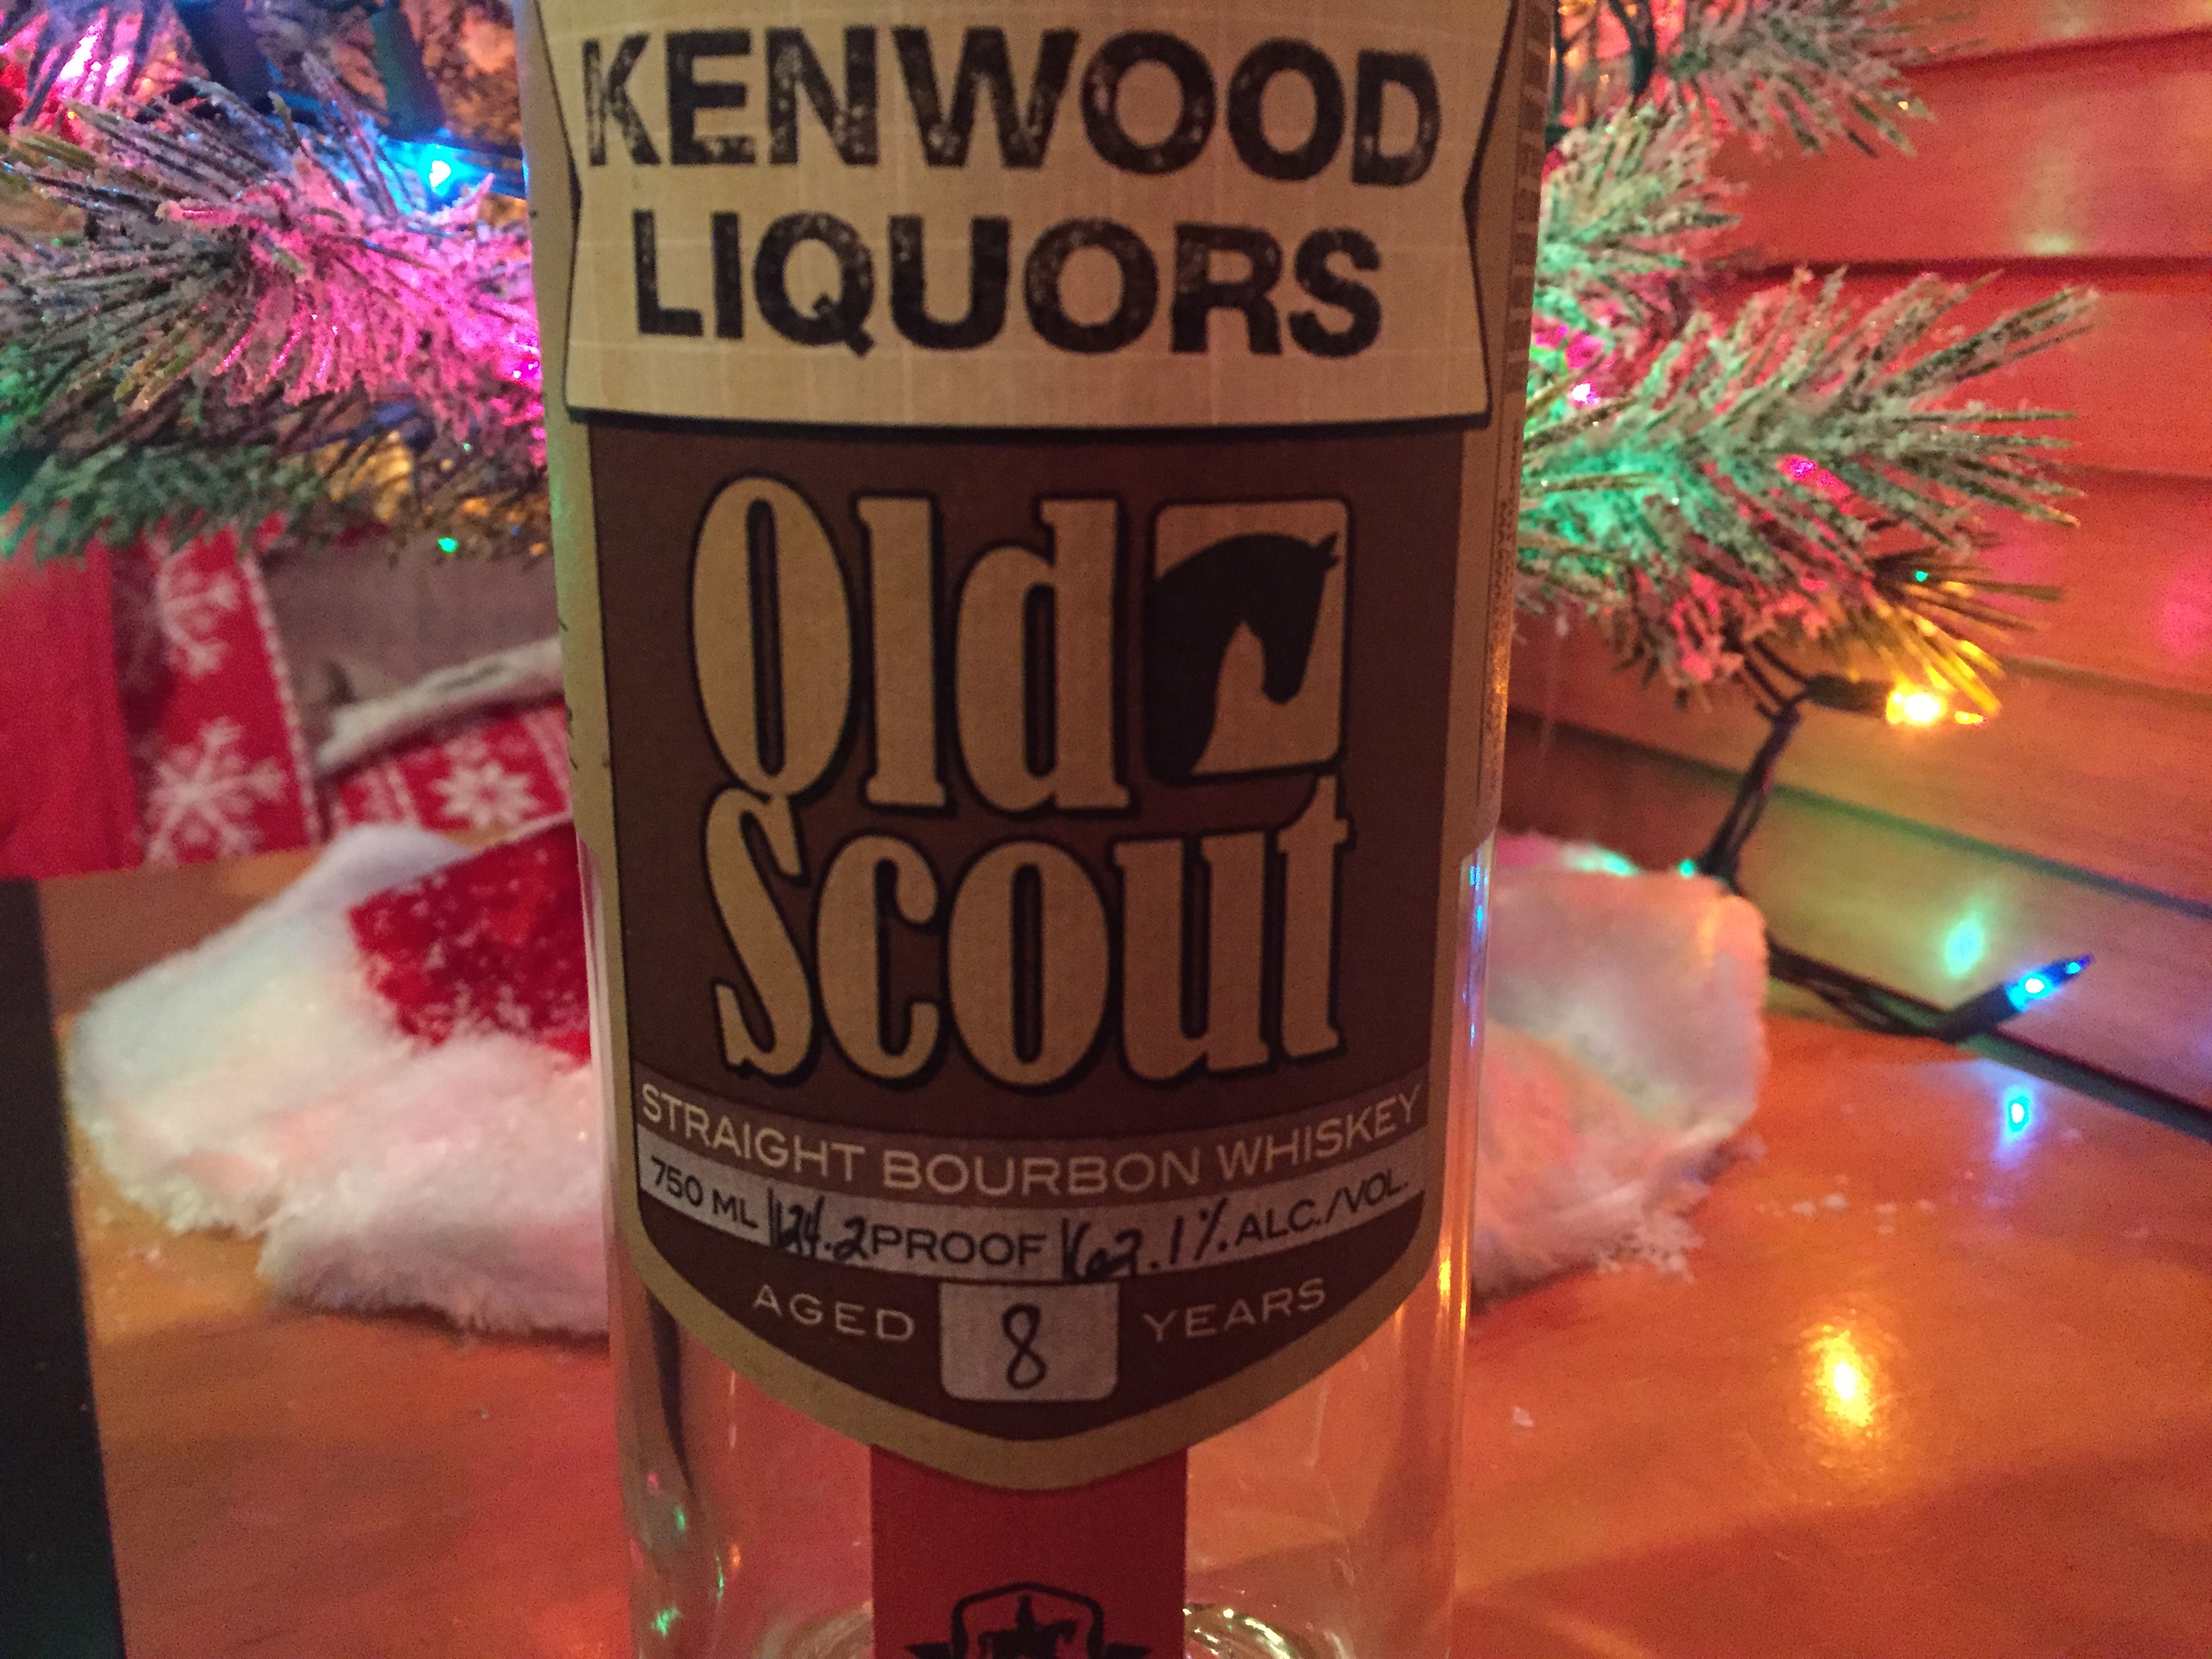 KENWOOD
LIQUORS
Old
Scout
STRAIGHT BOURBON WHISKEY
750 ML 124.2 PROOF 62.1% ALC./VOL.
AGED 8 YEARS